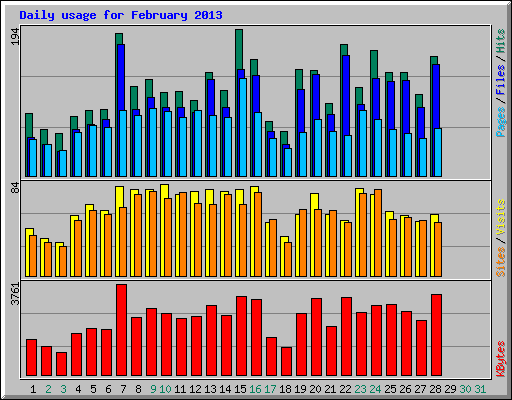 Daily usage for February 2013
194
Pages / Files / Hits
84
Sites / Visits
3761
KBytes
1 2 3 4 5 6 7 8 9 10 11 12 13 14 15 16 17 18 19 20 21 22 23 24 25 26 27 28 29 30 31